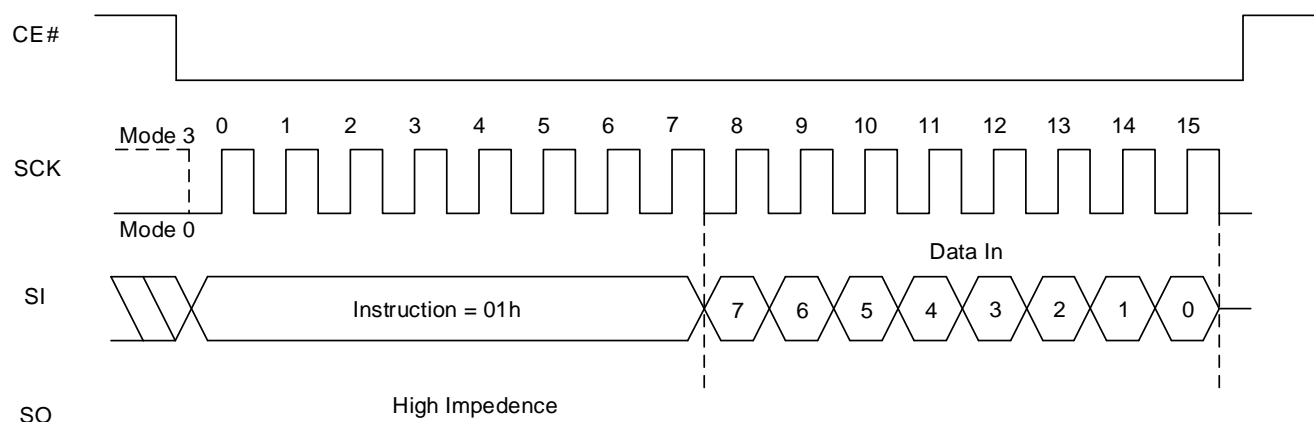 CE#
0 1 2 3 4 5 6 7 8 9 10 11 12 13 14 15
Mode 3
SCK
Mode 0
Data In
SI
Instruction = 01h
7 6 5 4 3 2 1 0
High Impedence
SO